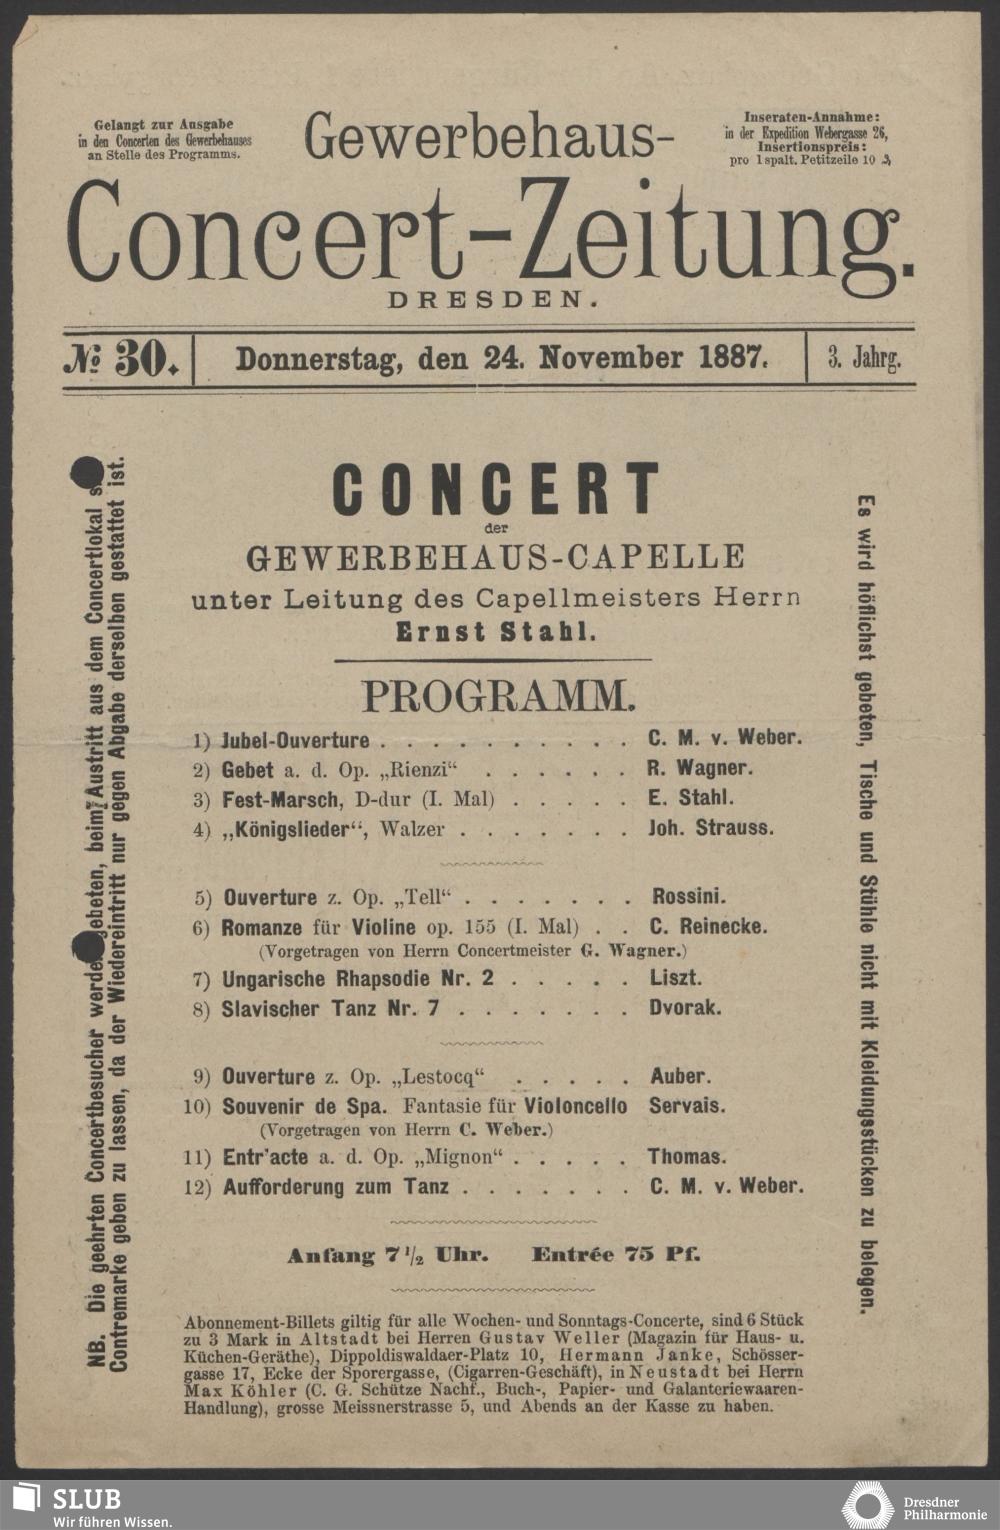 Gelangt zur Ausgabe
in den Concerten des Gewerbehauses
an Stelle des Programms.
Gewerbehaus-
Inseraten-Annahme:
in der Expedition Webergasse 26,
Insertionspreis:
pro 1 spalt. Petitzeile 10 ₰
Concert-Zeitung.
DRESDEN.
№ 30.
Donnerstag, den 24. November 1887.
3. Jahrg.
NB. Die geehrten Concertbesucher werden gebeten, beim Austritt aus dem Concertlokal
Contremarke geben zu lassen, da der Wiedereintritt nur gegen Abgabe derselben gestattet ist.
CONCERT
der
GEWERBEHAUS-CAPELLE
unter Leitung des Capellmeisters Herrn
Ernst Stahl.
PROGRAMM.
1) Jubel-Ouverture . . . . . . . . . . C. M. v. Weber.
2) Gebet a. d. Op. „Rienzi“ . . . . . . R. Wagner.
3) Fest-Marsch, D-dur (I. Mal) . . . . . E. Stahl.
4) „Königslieder“, Walzer . . . . . . . Joh. Strauss.
5) Ouverture z. Op. „Tell“ . . . . . . . Rossini.
6) Romanze für Violine op. 155 (I. Mal) . . C. Reinecke.
(Vorgetragen von Herrn Concertmeister G. Wagner.)
7) Ungarische Rhapsodie Nr. 2 . . . . . Liszt.
8) Slavischer Tanz Nr. 7 . . . . . . . Dvorak.
9) Ouverture z. Op. „Lestocq“ . . . . . Auber.
10) Souvenir de Spa. Fantasie für Violoncello Servais.
(Vorgetragen von Herrn C. Weber.)
11) Entr'acte a. d. Op. „Mignon“ . . . . . Thomas.
12) Aufforderung zum Tanz . . . . . . . C. M. v. Weber.
Anfang 7 1/2 Uhr. Entrée 75 Pf.
Abonnement-Billets giltig für alle Wochen- und Sonntags-Concerte, sind 6 Stück
zu 3 Mark in Altstadt bei Herren Gustav Weller (Magazin für Haus- u.
Küchen-Geräthe), Dippoldiswaldaer-Platz 10, Hermann Janke, Schösser-
gasse 17, Ecke der Sporergasse, (Cigarren-Geschäft), in Neustadt bei Herrn
Max Köhler (C. G. Schütze Nachf., Buch-, Papier- und Galanteriewaaren-
Handlung), grosse Meissnerstrasse 5, und Abends an der Kasse zu haben.
Es wird höflichst gebeten, Tische und Stühle nicht mit Kleidungsstücken zu belegen.
SLUB
Wir führen Wissen.
Dresdner
Philharmonie